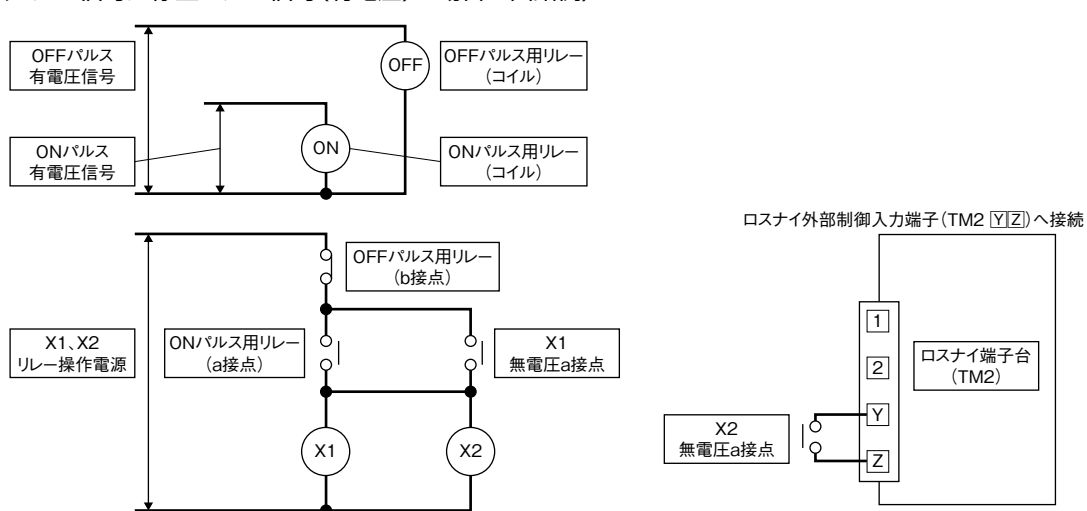 OFFパルス
有電圧信号
OFF
OFFパルス用リレー
(コイル)
ONパルス
有電圧信号
ON
ONパルス用リレー
(コイル)
OFFパルス用リレー
(b接点)
X1、X2
リレー操作電源
ONパルス用リレー
(a接点)
X1
無電圧a接点
X1
X2
ロスナイ外部制御入力端子(TM2 YZ)へ接続
1
2
ロスナイ端子台
(TM2)
Y
X2
無電圧a接点
Z